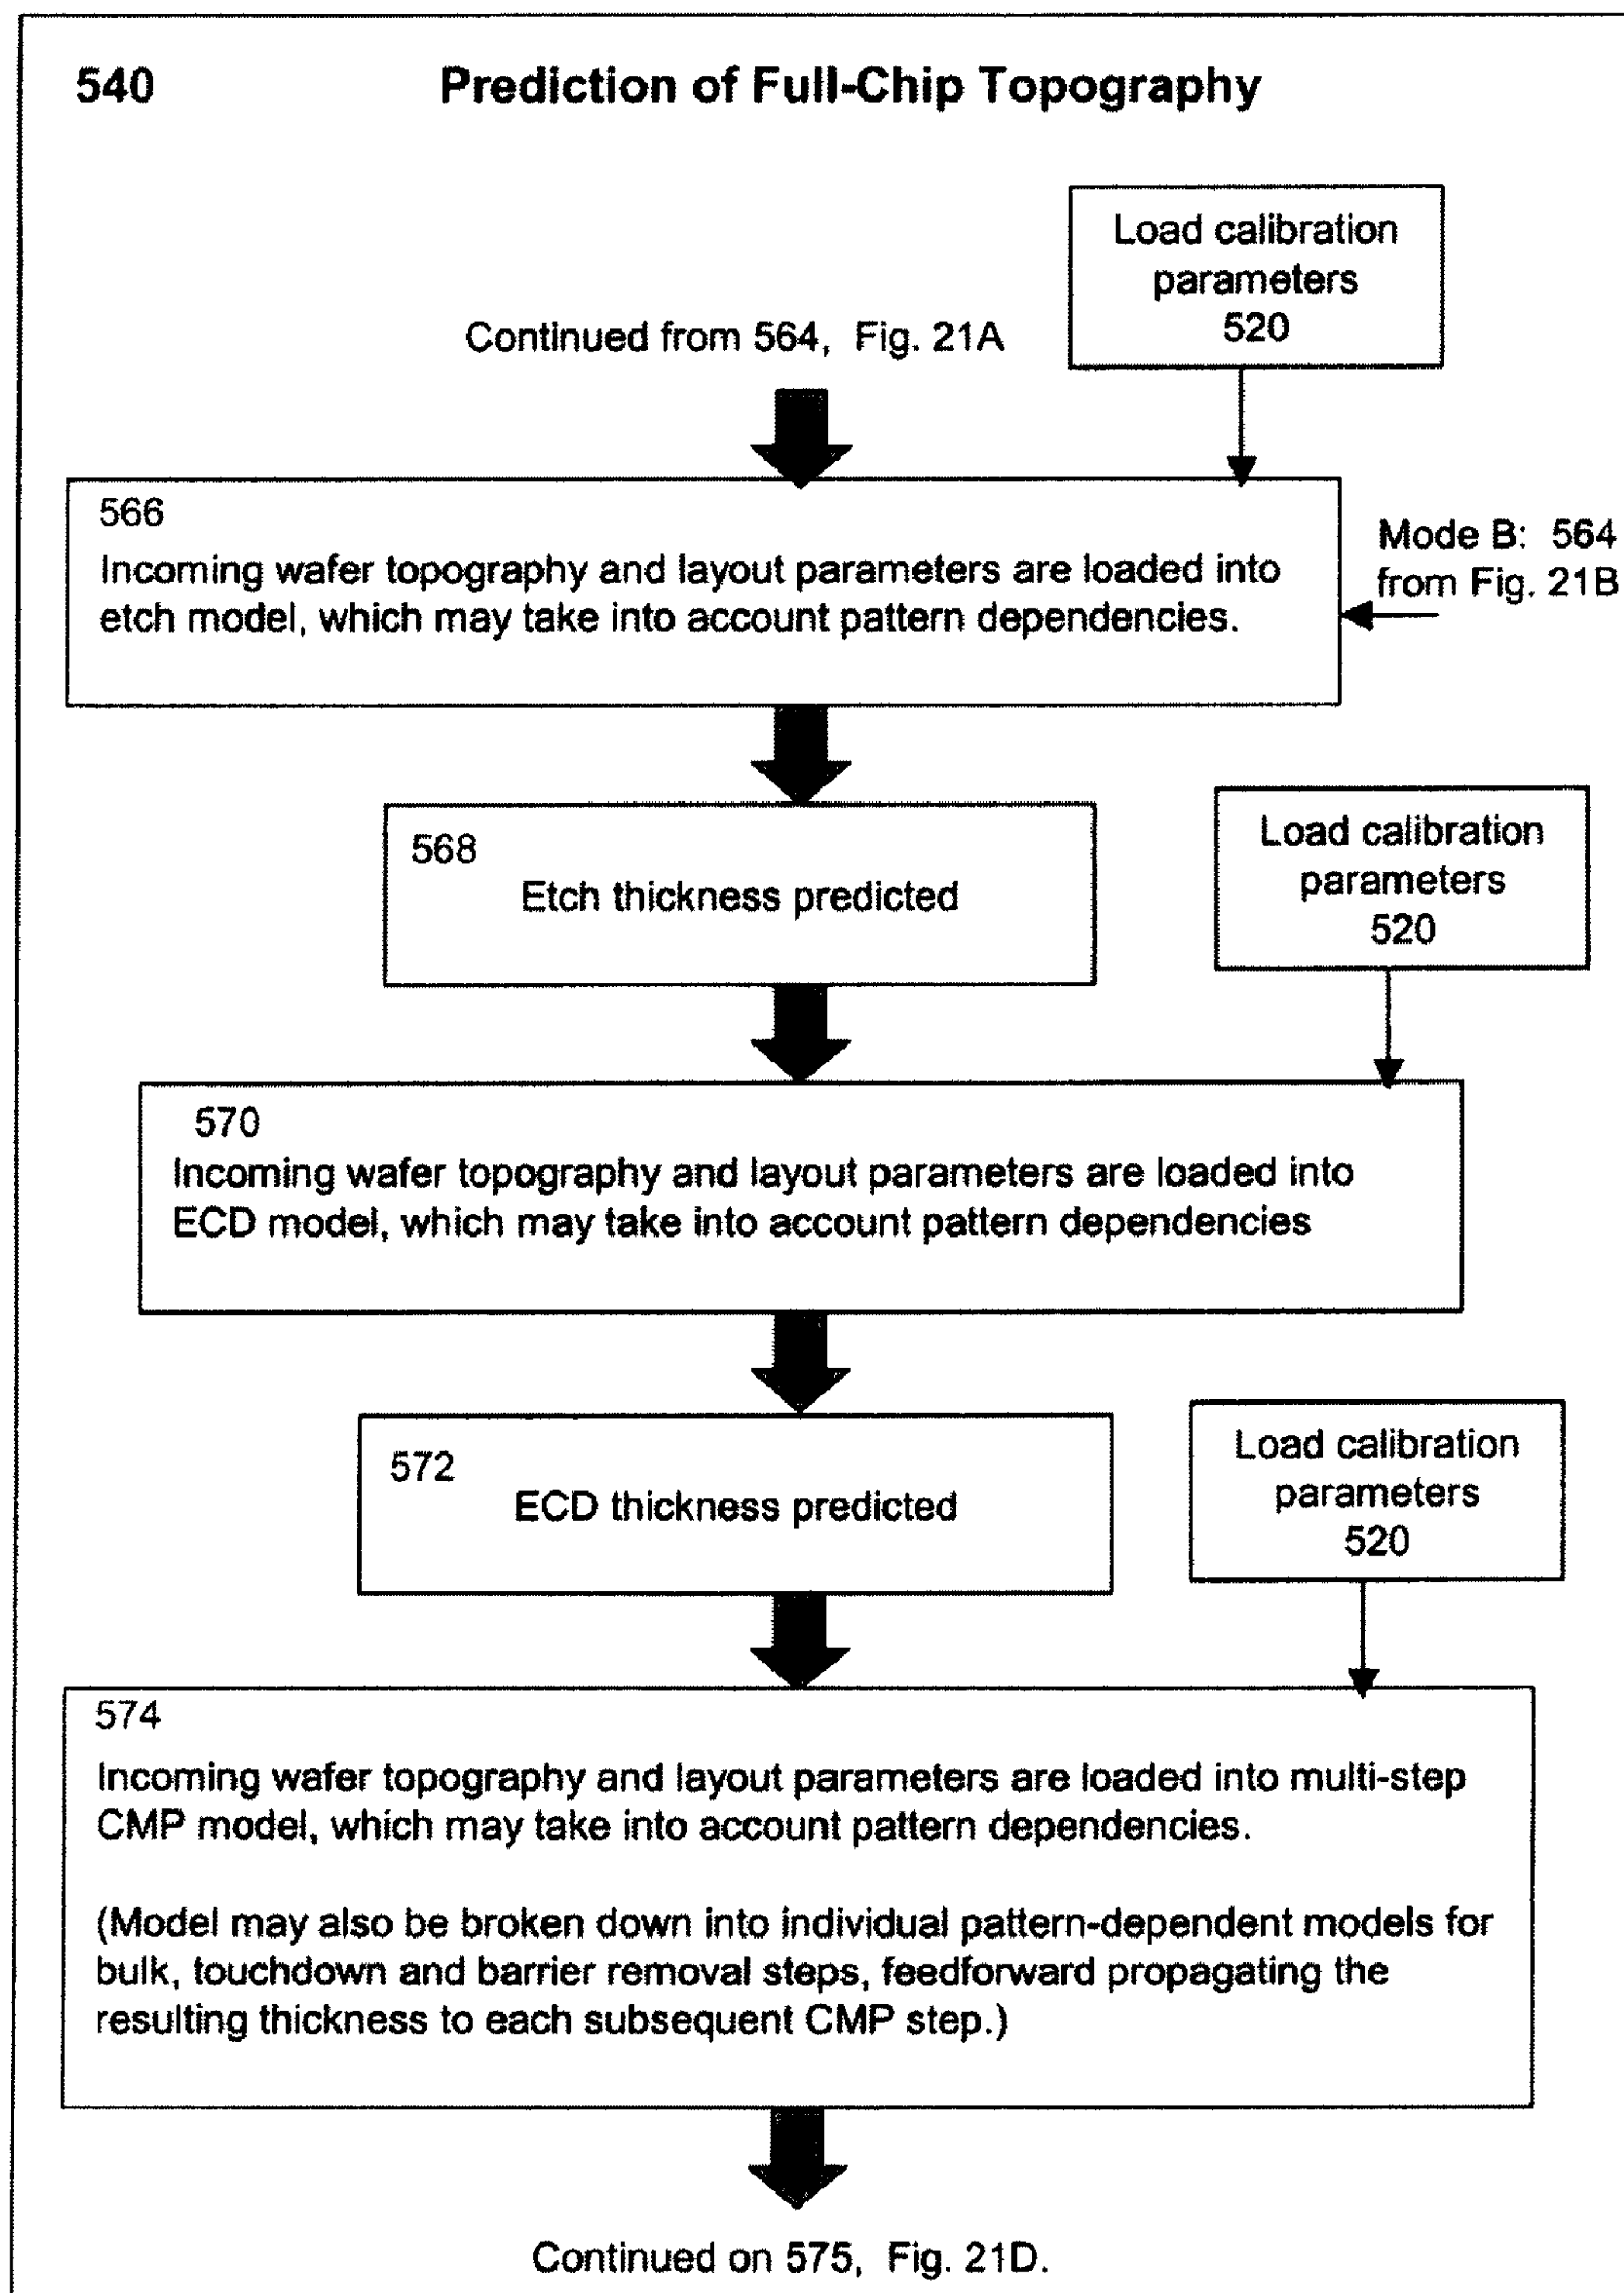 540 Prediction of Full-Chip Topography
Load calibration
parameters
520
Continued from 564, Fig. 21A
566
Incoming wafer topography and layout parameters are loaded into
etch model, which may take into account pattern dependencies.
Mode B: 564
from Fig. 21B
568
Etch thickness predicted
Load calibration
parameters
520
570
Incoming wafer topography and layout parameters are loaded into
ECD model, which may take into account pattern dependencies
572
ECD thickness predicted
Load calibration
parameters
520
574
Incoming wafer topography and layout parameters are loaded into multi-step
CMP model, which may take into account pattern dependencies.
(Model may also be broken down into individual pattern-dependent models for
bulk, touchdown and barrier removal steps, feedforward propagating the
resulting thickness to each subsequent CMP step.)
Continued on 575, Fig. 21D.